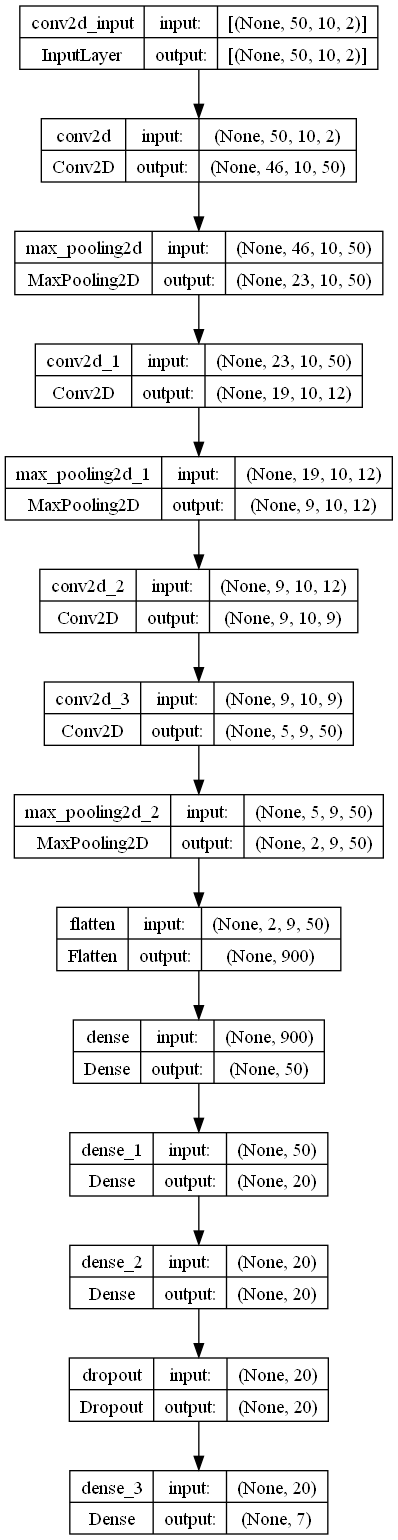 conv2d_input input: [(None, 50, 10, 2)]
InputLayer output: [(None, 50, 10, 2)]
conv2d input: (None, 50, 10, 2)
Conv2D output: (None, 46, 10, 50)
max_pooling2d input: (None, 46, 10, 50)
MaxPooling2D output: (None, 23, 10, 50)
conv2d_1 input: (None, 23, 10, 50)
Conv2D output: (None, 19, 10, 12)
max_pooling2d_1 input: (None, 19, 10, 12)
MaxPooling2D output: (None, 9, 10, 12)
conv2d_2 input: (None, 9, 10, 12)
Conv2D output: (None, 9, 10, 9)
conv2d_3 input: (None, 9, 10, 9)
Conv2D output: (None, 5, 9, 50)
max_pooling2d_2 input: (None, 5, 9, 50)
MaxPooling2D output: (None, 2, 9, 50)
flatten input: (None, 2, 9, 50)
Flatten output: (None, 900)
dense input: (None, 900)
Dense output: (None, 50)
dense_1 input: (None, 50)
Dense output: (None, 20)
dense_2 input: (None, 20)
Dense output: (None, 20)
dropout input: (None, 20)
Dropout output: (None, 20)
dense_3 input: (None, 20)
Dense output: (None, 7)